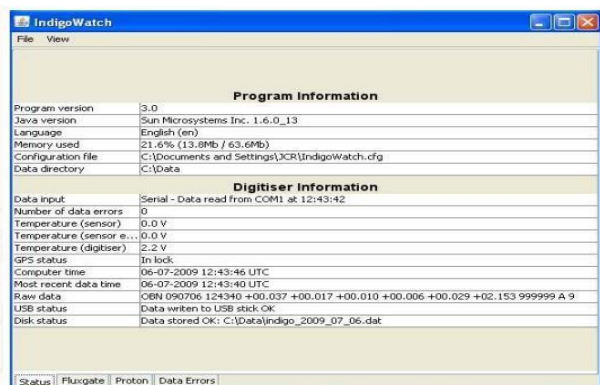 IndigoWatch
File View
Program Information
Program version 3.0
Java version Sun Microsystems Inc. 1.6.0_13
Language English (en)
Memory used 21.6% (13.8Mb / 63.6Mb)
Configuration file C:\Documents and Settings\JCR\IndigoWatch.cfg
Data directory C:\Data
Digitiser Information
Data input Serial - Data read from COM1 at 12:43:42
Number of data errors 0
Temperature (sensor) 0.0 V
Temperature (sensor e... 0.0 V
Temperature (digitiser) 2.2 V
GPS status In lock
Computer time 06-07-2009 12:43:46 UTC
Most recent data time 06-07-2009 12:43:40 UTC
Raw data OBN 090706 124340 +00.037 +00.017 +00.010 +00.006 +00.029 +02.153 999999 A 9
USB status Data writen to USB stick OK
Disk status Data stored OK: C:\Data\indigo_2009_07_06.dat
Status Fluxgate Proton Data Errors